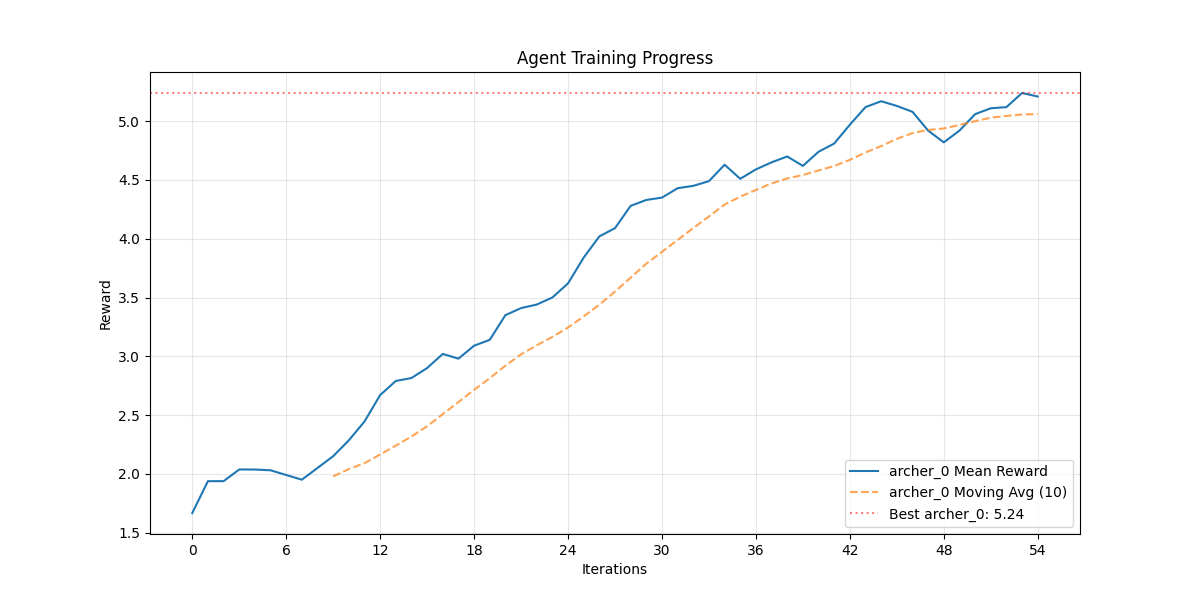 Agent Training Progress
Reward
5.0
4.5
4.0
3.5
3.0
2.5
2.0
1.5
archer_0 Mean Reward
archer_0 Moving Avg (10)
Best archer_0: 5.24
0 6 12 18 24 30 36 42 48 54
Iterations